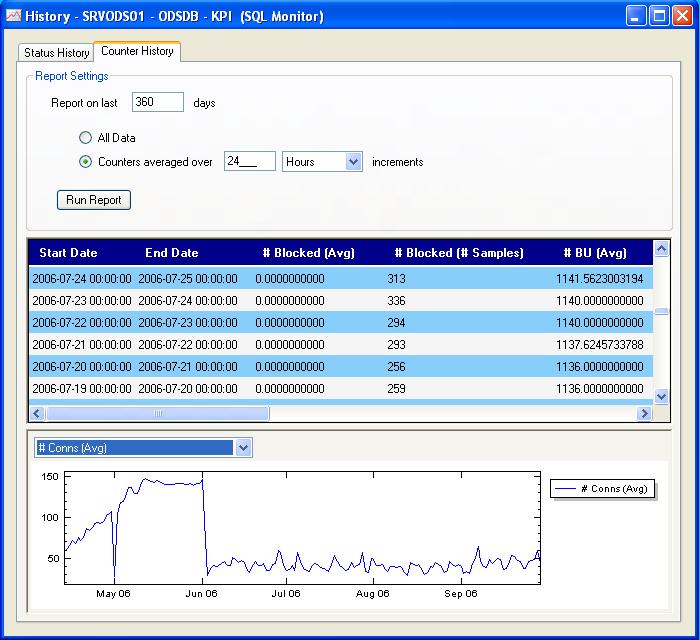 History - SRVODS01 - ODSDB - KPI (SQL Monitor)
Status History Counter History
Report Settings
Report on last 360 days
All Data
Counters averaged over 24___ Hours increments
Run Report
Start Date End Date # Blocked (Avg) # Blocked (# Samples) # BU (Avg)
2006-07-24 00:00:00 2006-07-25 00:00:00 0.0000000000 313 1141.5623003194
2006-07-23 00:00:00 2006-07-24 00:00:00 0.0000000000 336 1140.0000000000
2006-07-22 00:00:00 2006-07-23 00:00:00 0.0000000000 294 1140.0000000000
2006-07-21 00:00:00 2006-07-22 00:00:00 0.0000000000 293 1137.6245733788
2006-07-20 00:00:00 2006-07-21 00:00:00 0.0000000000 256 1136.0000000000
2006-07-19 00:00:00 2006-07-20 00:00:00 0.0000000000 259 1136.0000000000
# Conns (Avg)
150
# Conns (Avg)
100
50
May 06 Jun 06 Jul 06 Aug 06 Sep 06